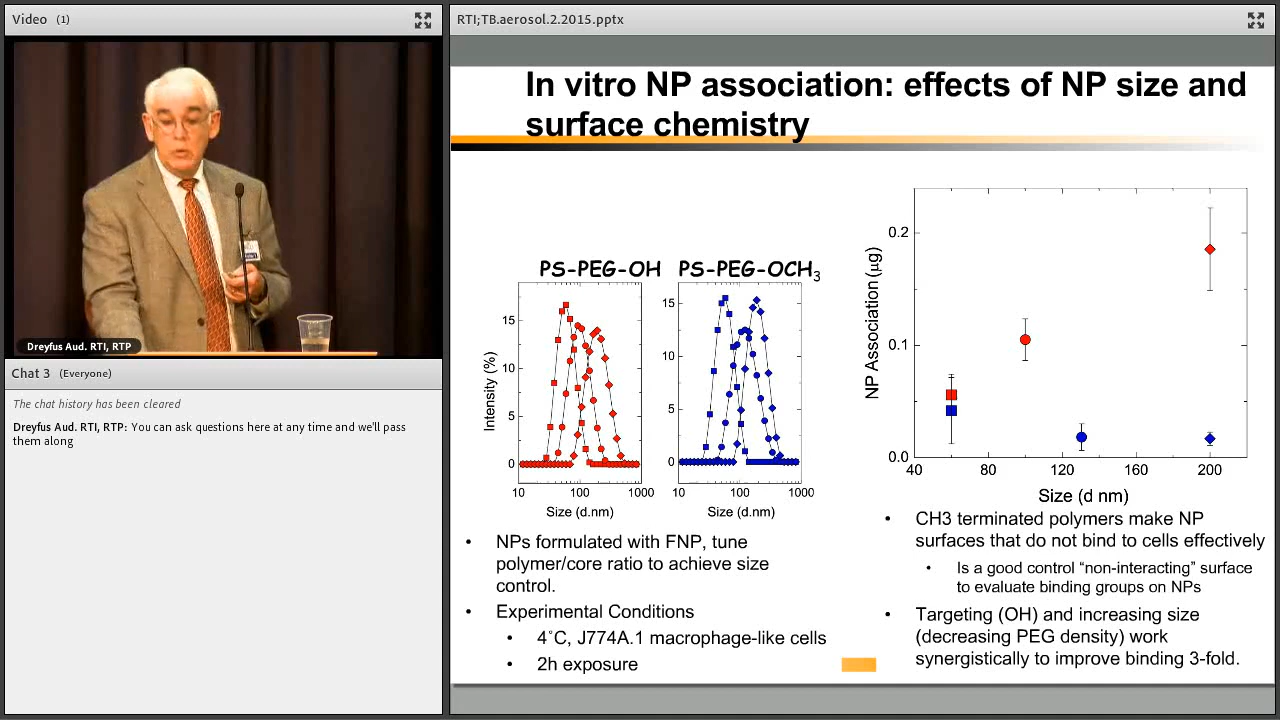 Video (1)
Dreyfus Aud. RTI, RTP
Chat 3 (Everyone)
The chat history has been cleared
Dreyfus Aud. RTI, RTP: You can ask questions here at any time and we'll pass
them along
RTI;TB.aerosol.2.2015.pptx
In vitro NP association: effects of NP size and
surface chemistry
PS-PEG-OH
PS-PEG-OCH3
Intensity (%)
15
10
5
0
10 100 1000
Size (d.nm)
15
10
5
0
10 100 1000
Size (d.nm)
• NPs formulated with FNP, tune
polymer/core ratio to achieve size
control.
• Experimental Conditions
• 4˚C, J774A.1 macrophage-like cells
• 2h exposure
NP Association (µg)
0.2
0.1
0.0
40 80 120 160 200
Size (d nm)
• CH3 terminated polymers make NP
surfaces that do not bind to cells effectively
• Is a good control “non-interacting” surface
to evaluate binding groups on NPs
• Targeting (OH) and increasing size
(decreasing PEG density) work
synergistically to improve binding 3-fold.